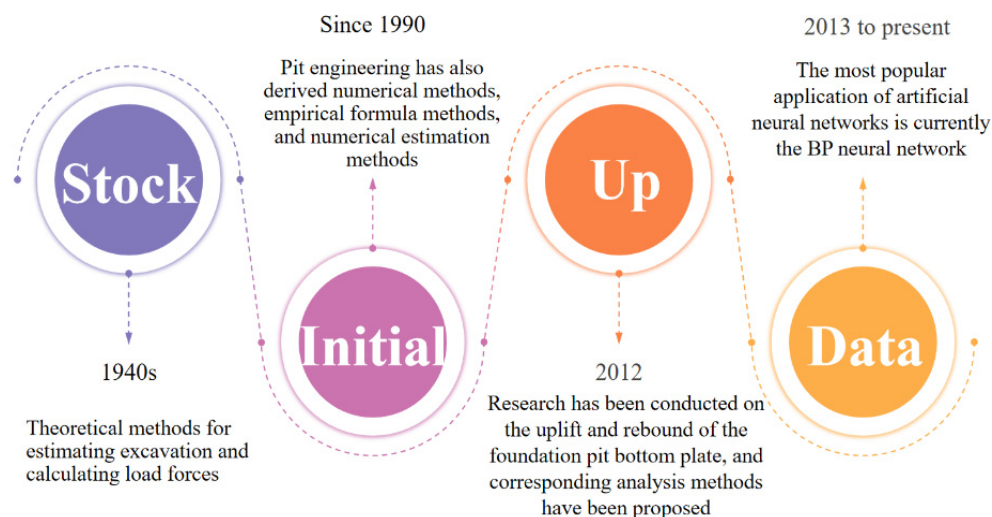 Stock
1940s
Theoretical methods for
estimating excavation and
calculating load forces
Since 1990
Pit engineering has also
derived numerical methods,
empirical formula methods,
and numerical estimation
methods
Initial
Up
2012
Research has been conducted on
the uplift and rebound of the
foundation pit bottom plate, and
corresponding analysis methods
have been proposed
2013 to present
The most popular
application of artificial
neural networks is currently
the BP neural network
Data